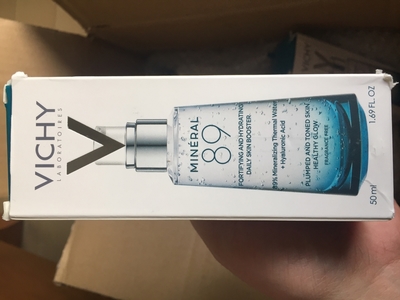 VICHY
LABORATOIRES
MINÉRAL
89
FORTIFYING AND HYDRATING
DAILY SKIN BOOSTER
89% Mineralizing Thermal Water
+ Hyaluronic Acid
PLUMPED AND TONED SKIN
HEALTHY GLOW
FRAGRANCE FREE
50 ml
1.69 FL. OZ